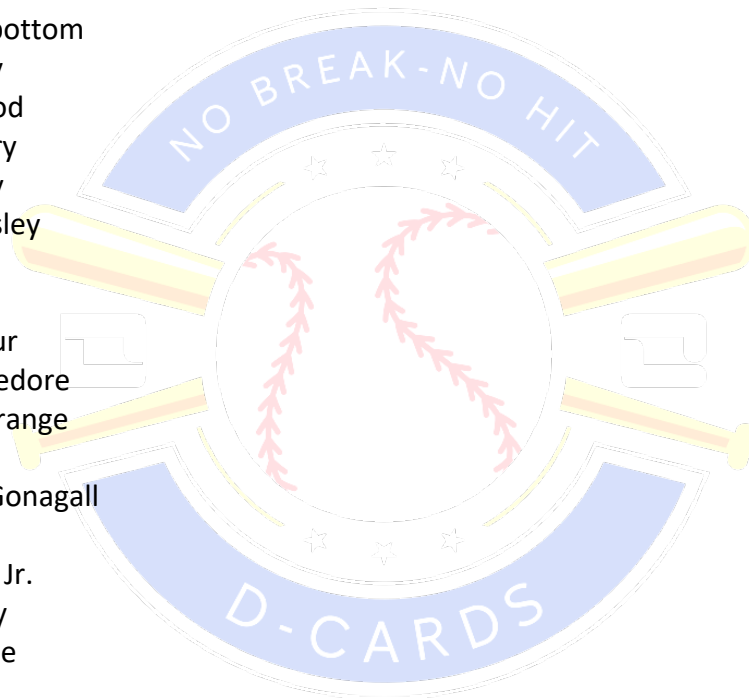 bottom
y
NO BREAK-NO HIT
od
ry
y
sley
ur
edore
range
Gonagall
Jr.
D-CARDS
y
e